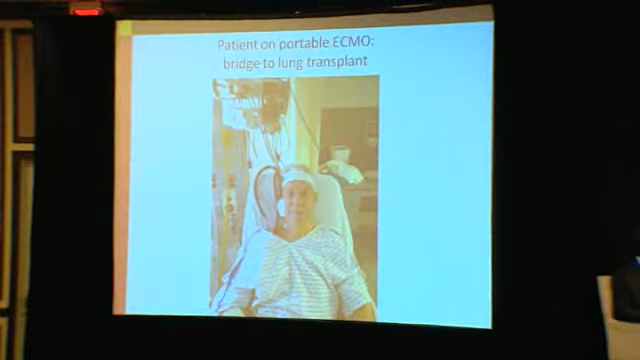 Patient on portable ECMO:
bridge to lung transplant